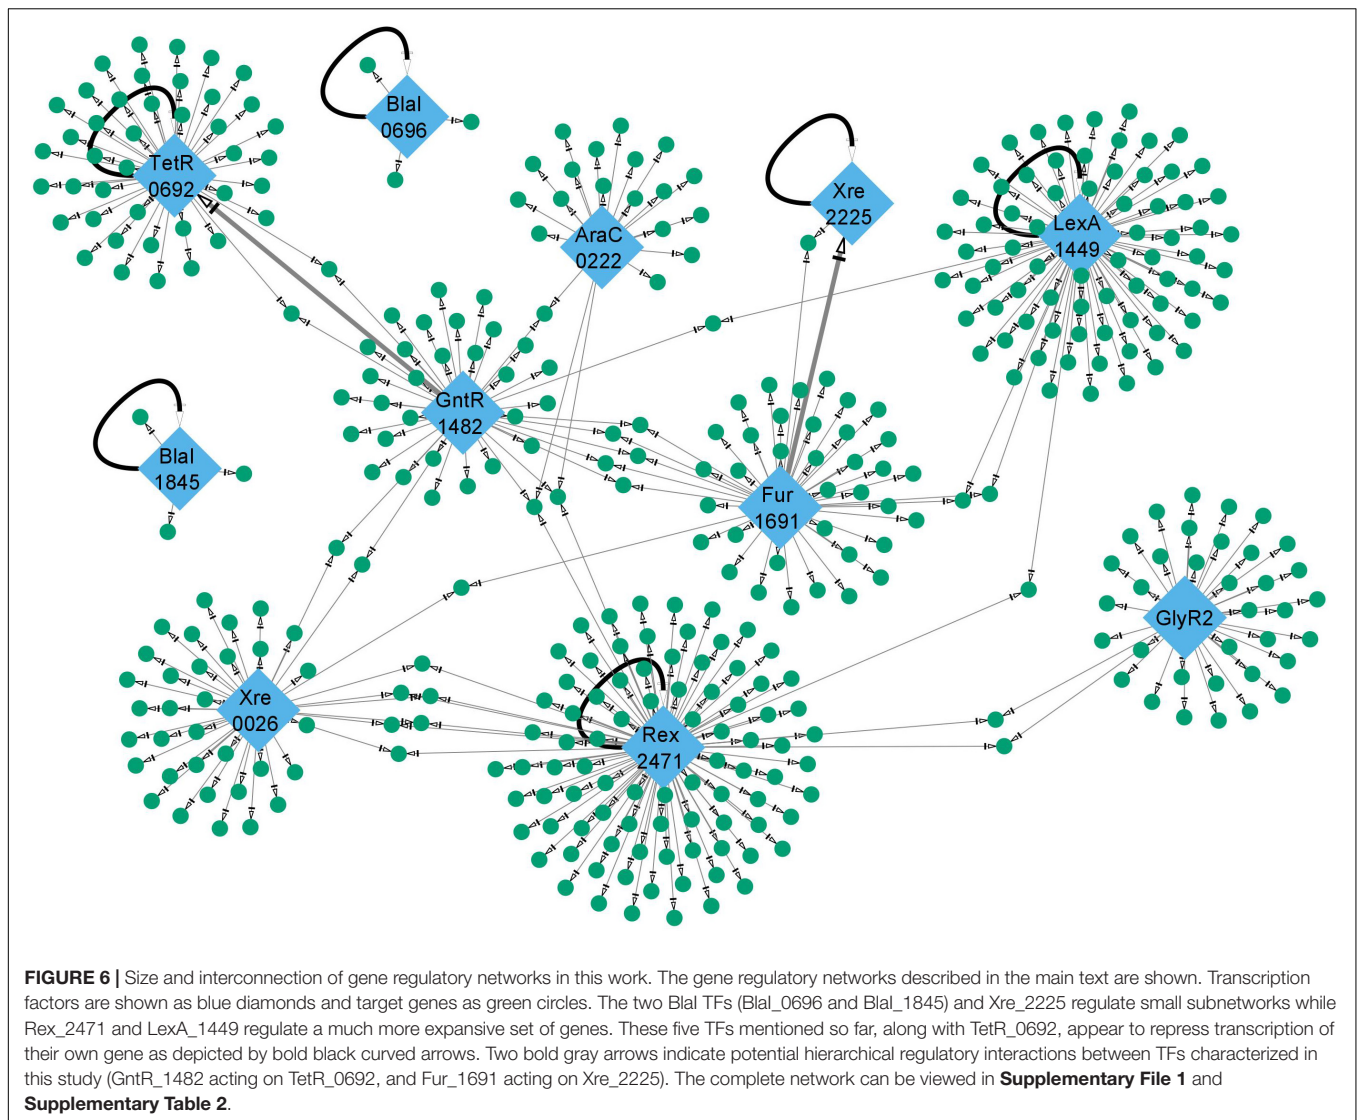 BlaI
0696
TetR
0692
Xre
2225
LexA
1449
AraC
0222
GntR
1482
BlaI
1845
Fur
1691
GlyR2
Xre
0026
Rex
2471
FIGURE 6 | Size and interconnection of gene regulatory networks in this work. The gene regulatory networks described in the main text are shown. Transcription
factors are shown as blue diamonds and target genes as green circles. The two BlaI TFs (BlaI_0696 and BlaI_1845) and Xre_2225 regulate small subnetworks while
Rex_2471 and LexA_1449 regulate a much more expansive set of genes. These five TFs mentioned so far, along with TetR_0692, appear to repress transcription of
their own gene as depicted by bold black curved arrows. Two bold gray arrows indicate potential hierarchical regulatory interactions between TFs characterized in
this study (GntR_1482 acting on TetR_0692, and Fur_1691 acting on Xre_2225). The complete network can be viewed in Supplementary File 1 and
Supplementary Table 2.